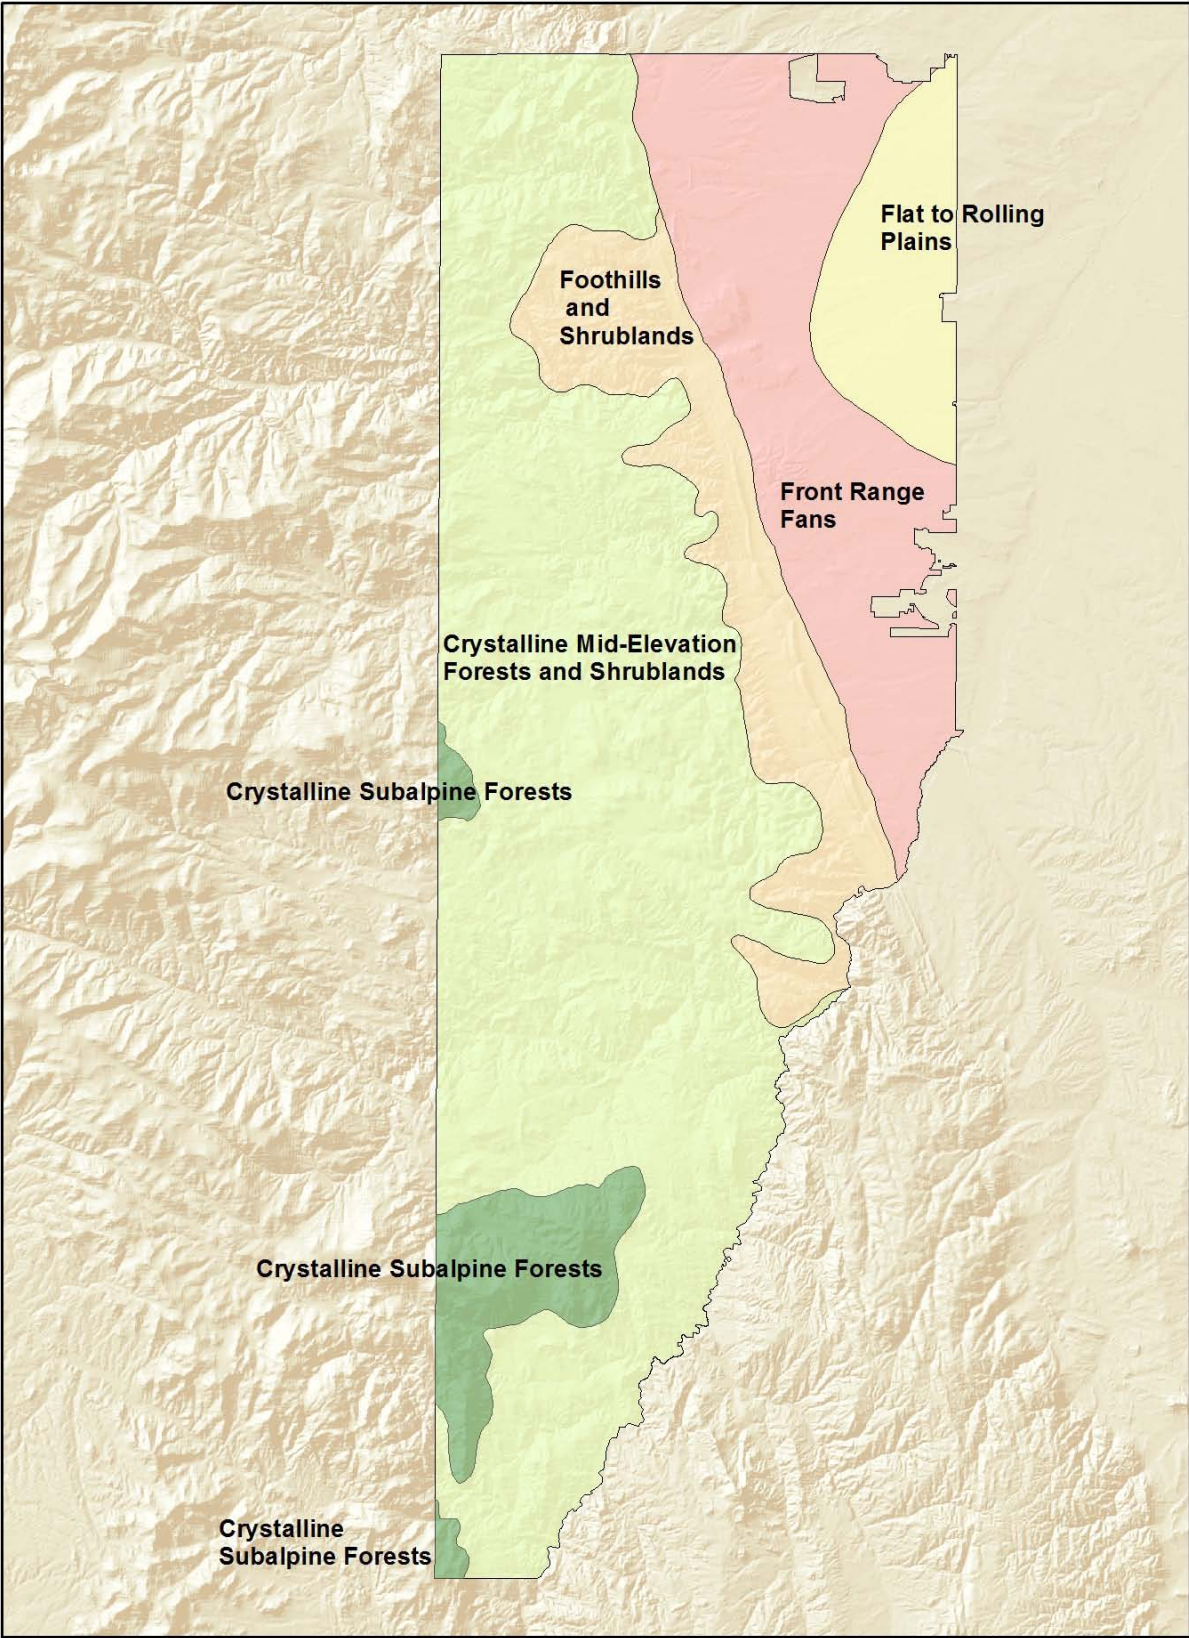 Flat to Rolling
Plains
Foothills
and
Shrublands
Front Range
Fans
Crystalline Mid-Elevation
Forests and Shrublands
Crystalline Subalpine Forests
Crystalline Subalpine Forests
Crystalline
Subalpine Forests